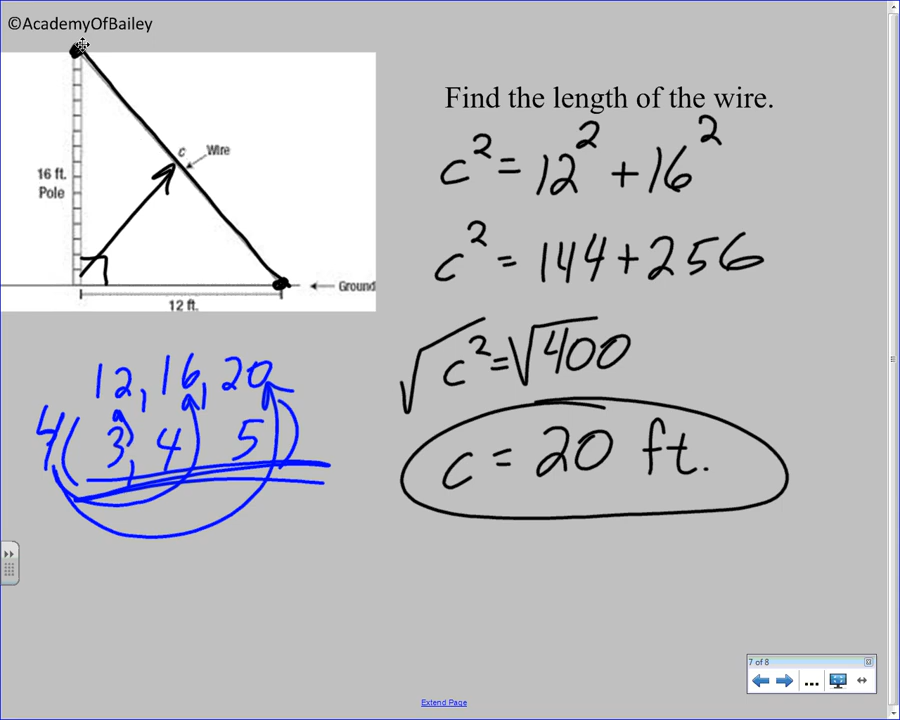 ©AcademyOfBailey
Find the length of the wire.
c² = 12² + 16²
c² = 144 + 256
√c² = √400
c = 20 ft.
c
Wire
16 ft.
Pole
Ground
12 ft.
12, 16, 20
4(3, 4 5)
7 of 8
...
Extend Page